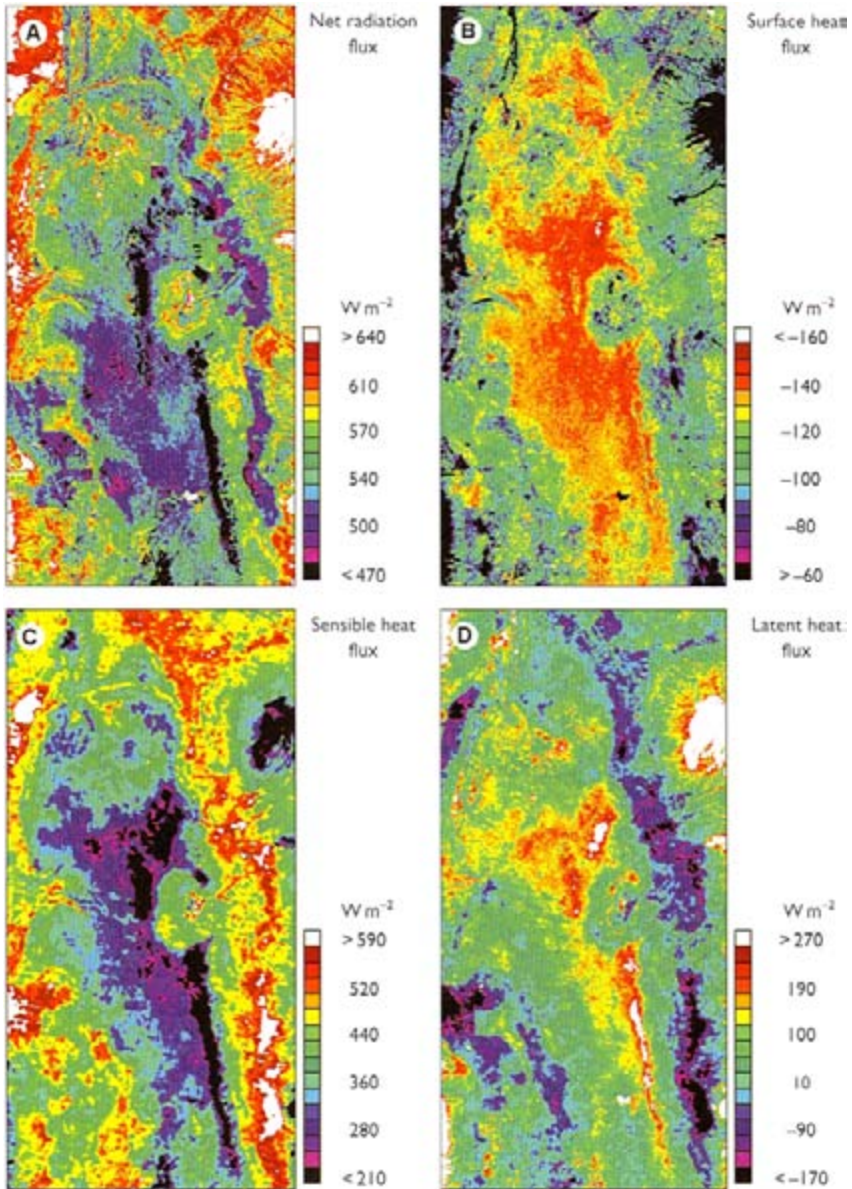 A
Net radiation
flux
W m⁻²
> 640
610
570
540
500
< 470
B
Surface heat
flux
W m⁻²
< −160
−140
−120
−100
−80
> −60
C
Sensible heat
flux
W m⁻²
> 590
520
440
360
280
< 210
D
Latent heat
flux
W m⁻²
> 270
190
100
10
−90
< −170